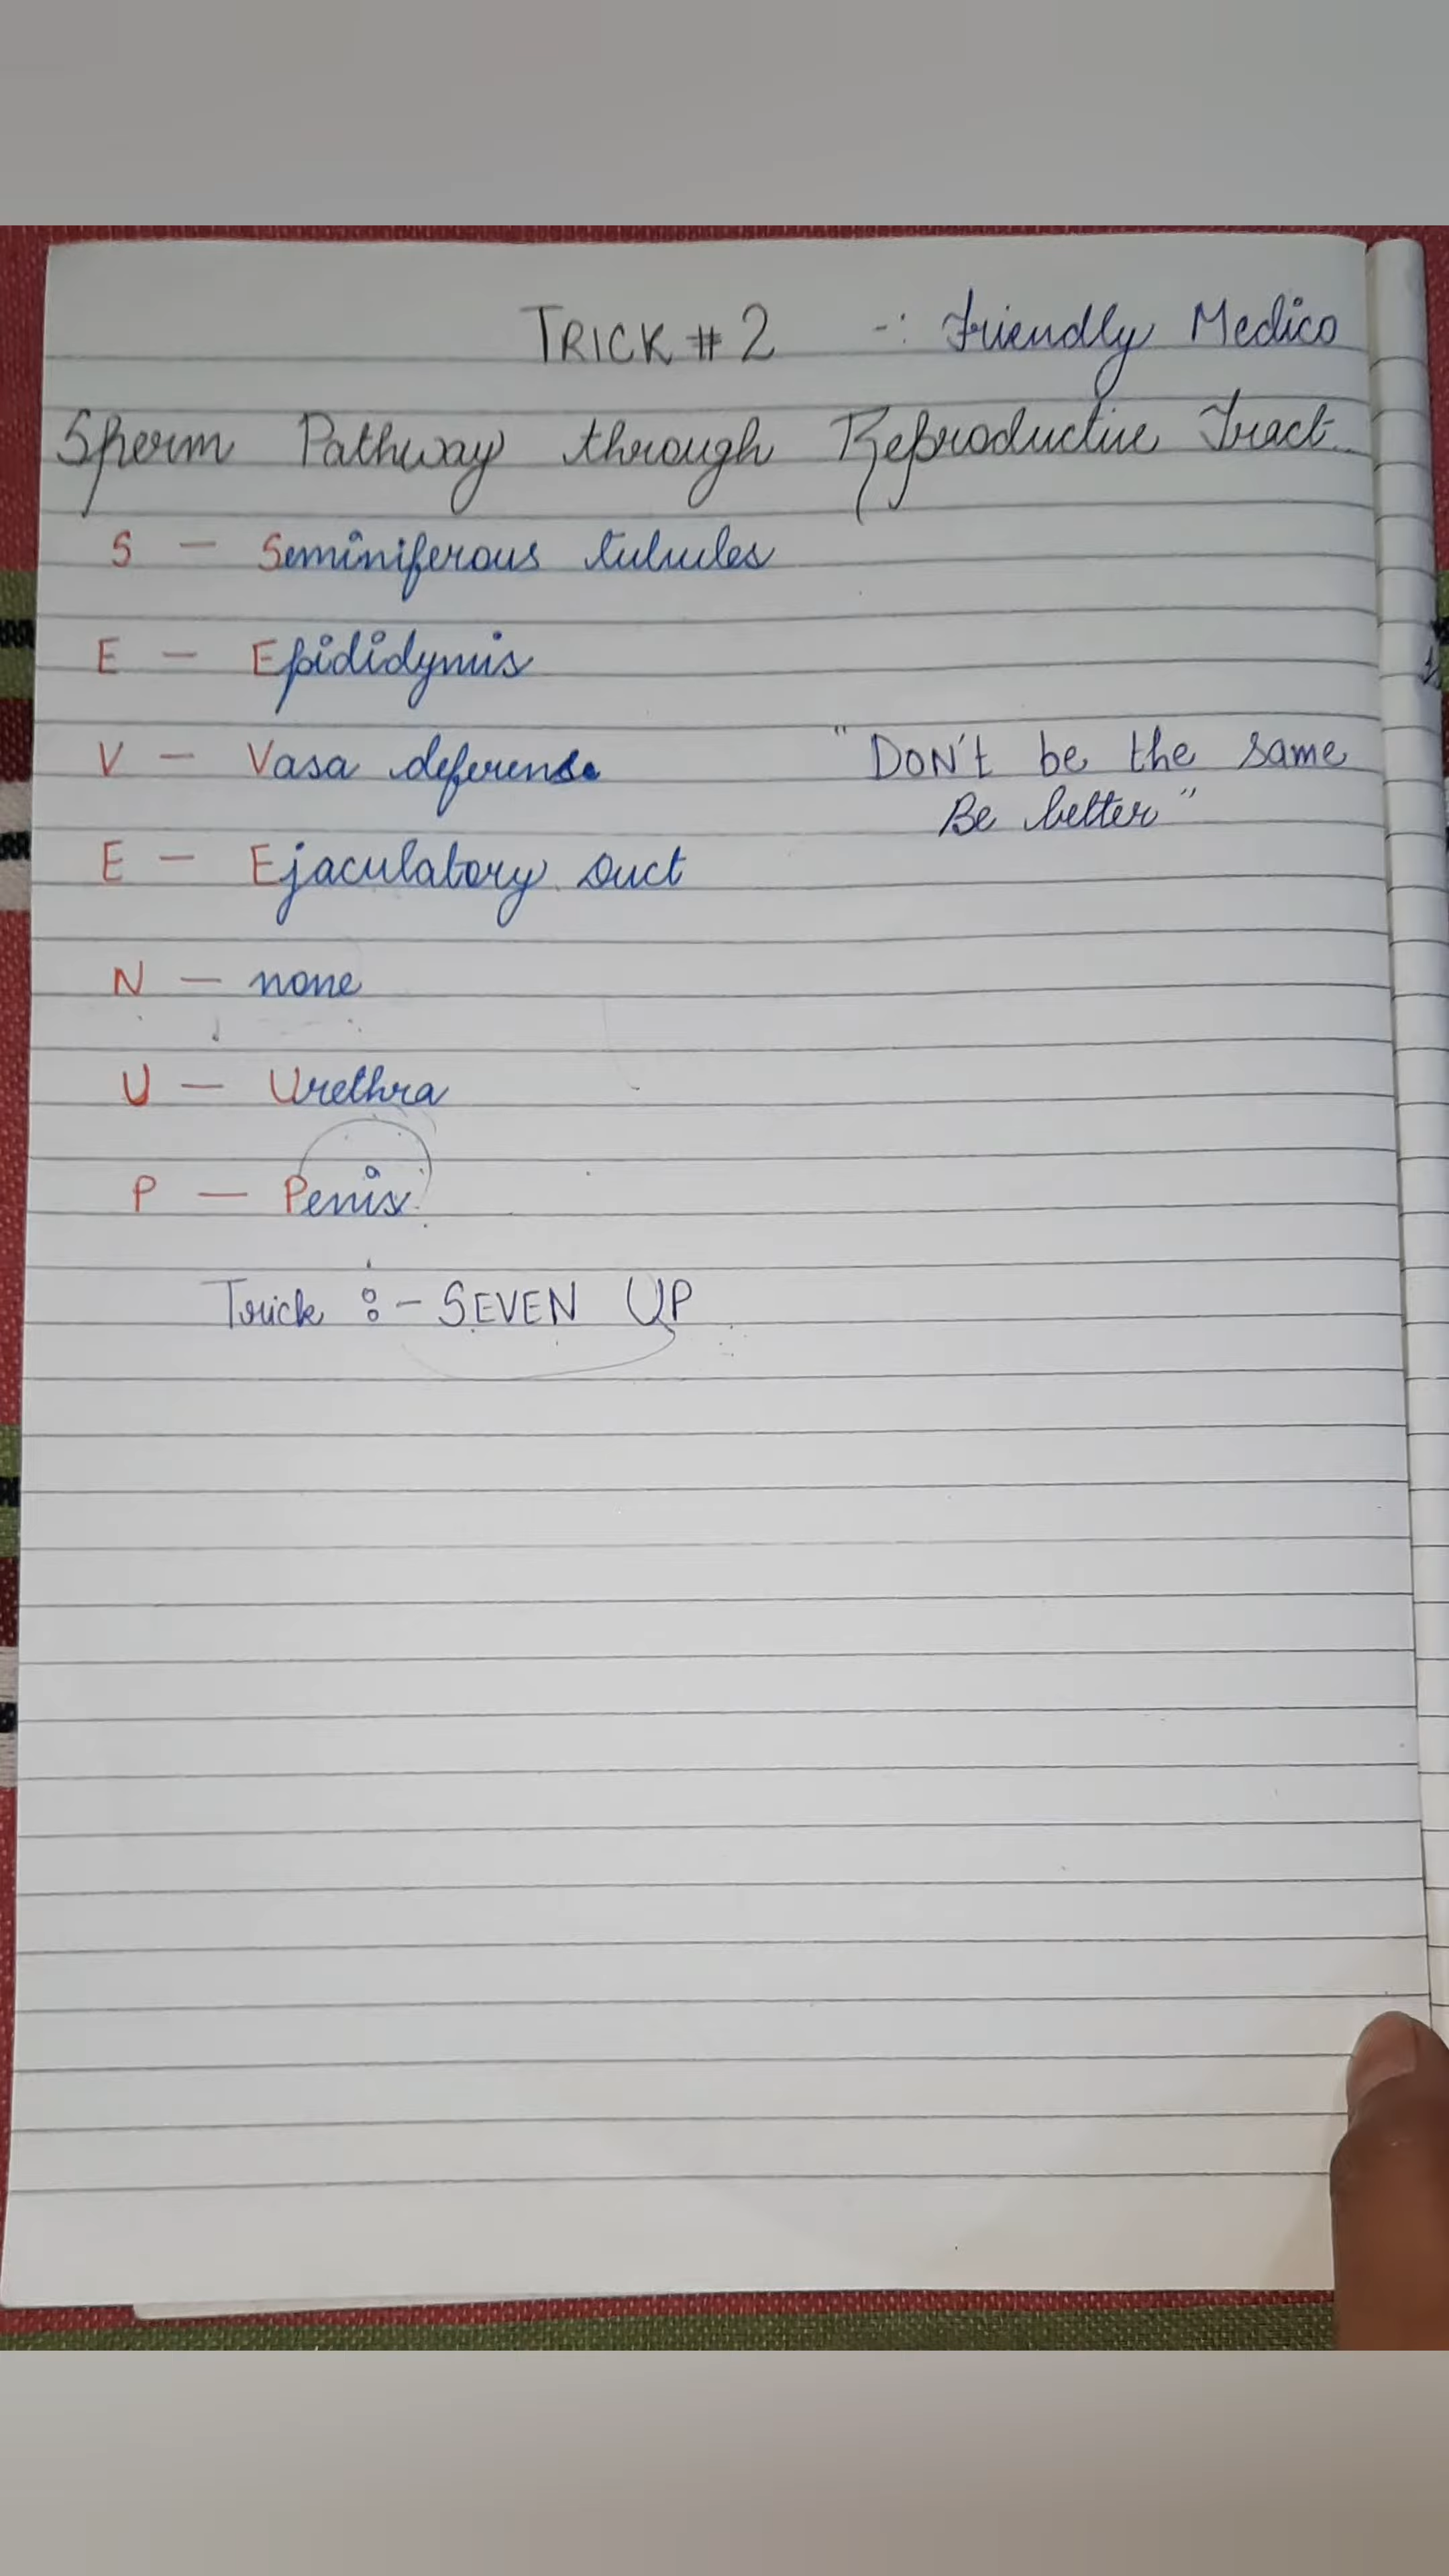 TRICK # 2 -: Friendly Medico
Sperm Pathway through Reproductive Tract.
S - Seminiferous tubules
E - Epididymis
V - Vasa deferens
"DON't be the same
Be better"
E - Ejaculatory Duct
N - none
U - Urethra
P - Penis
Trick :- SEVEN UP